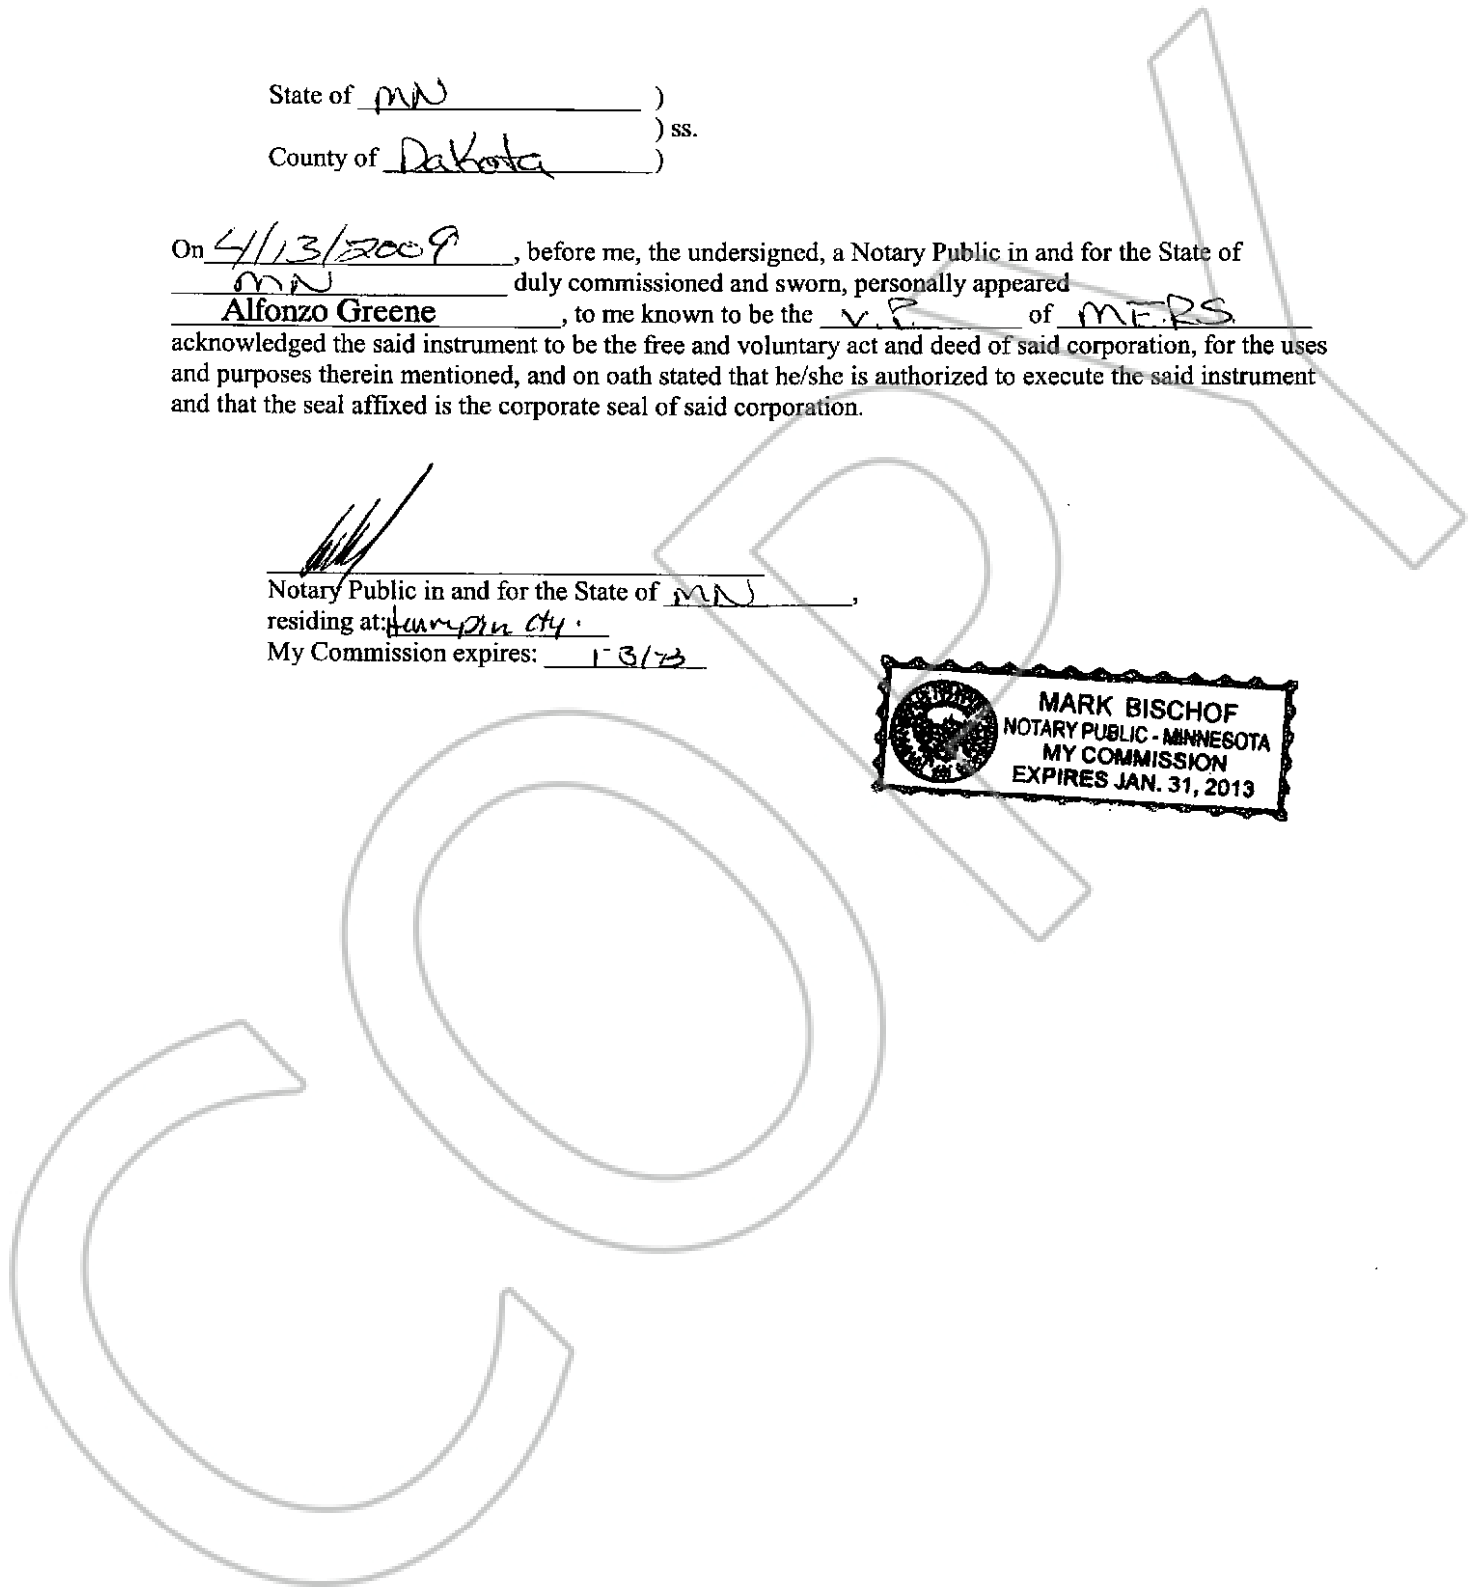 State of MN )
) ss.
County of Dakota )
On 4/13/2009, before me, the undersigned, a Notary Public in and for the State of
MN duly commissioned and sworn, personally appeared
Alfonzo Greene, to me known to be the V.P. of MERS
acknowledged the said instrument to be the free and voluntary act and deed of said corporation, for the uses
and purposes therein mentioned, and on oath stated that he/she is authorized to execute the said instrument
and that the seal affixed is the corporate seal of said corporation.
Notary Public in and for the State of MN,
residing at: cty.
My Commission expires:
MARK BISCHOF
NOTARY PUBLIC - MINNESOTA
MY COMMISSION
EXPIRES JAN. 31, 2013
COPY